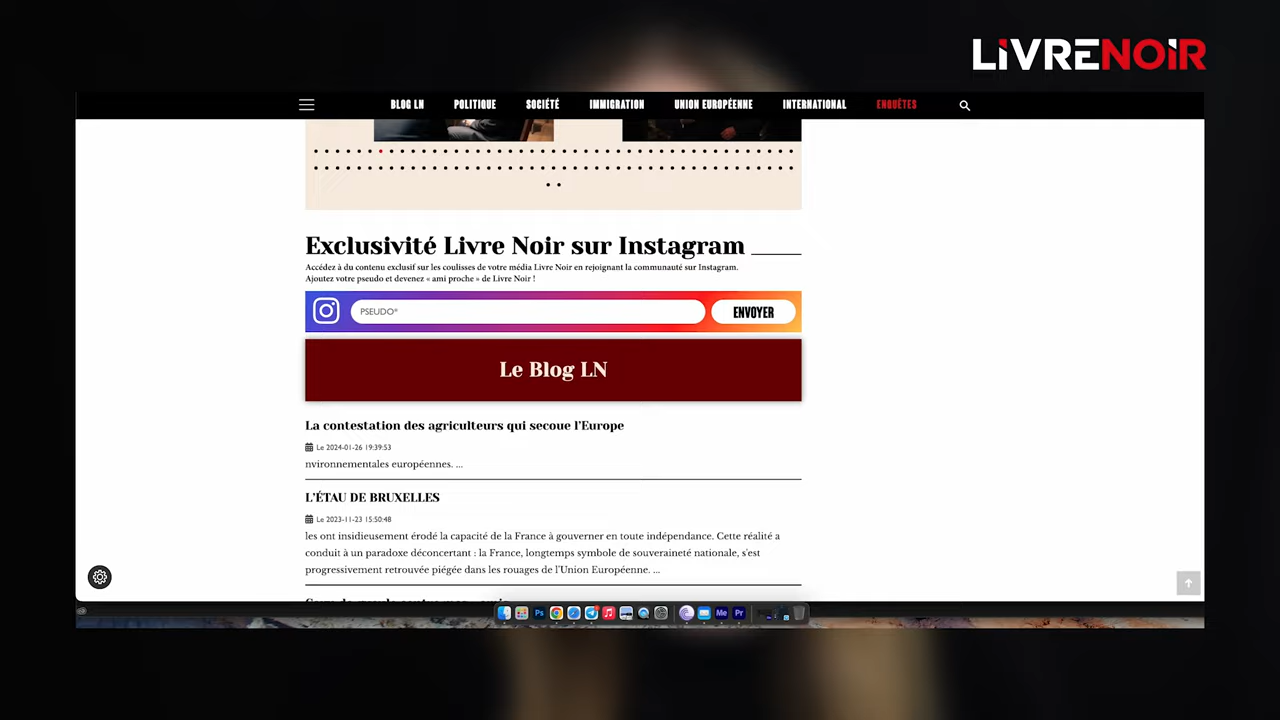 LIVRENOIR
BLOG LN POLITIQUE SOCIÉTÉ IMMIGRATION UNION EUROPÉENNE INTERNATIONAL ENQUÊTES
Exclusivité Livre Noir sur Instagram
Accédez à du contenu exclusif sur les coulisses de votre média Livre Noir en rejoignant la communauté sur Instagram.
Ajoutez votre pseudo et devenez « ami proche » de Livre Noir !
PSEUDO* ENVOYER
Le Blog LN
La contestation des agriculteurs qui secoue l'Europe
Le 2024-01-26 19:39:53
nvironnementales européennes. ...
L'ÉTAU DE BRUXELLES
Le 2023-11-23 15:50:48
les ont insidieusement érodé la capacité de la France à gouverner en toute indépendance. Cette réalité a
conduit à un paradoxe déconcertant : la France, longtemps symbole de souveraineté nationale, s'est
progressivement retrouvée piégée dans les rouages de l'Union Européenne. ...
Ps Me Pr